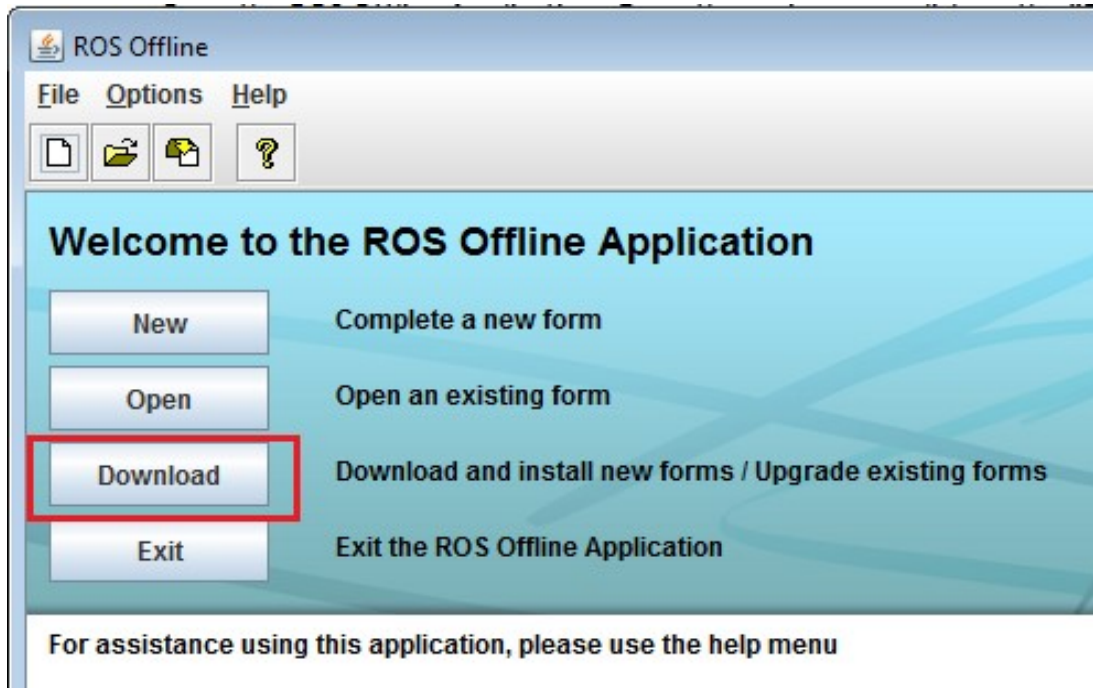 ROS Offline
File Options Help
Welcome to the ROS Offline Application
New Complete a new form
Open Open an existing form
Download Download and install new forms / Upgrade existing forms
Exit Exit the ROS Offline Application
For assistance using this application, please use the help menu